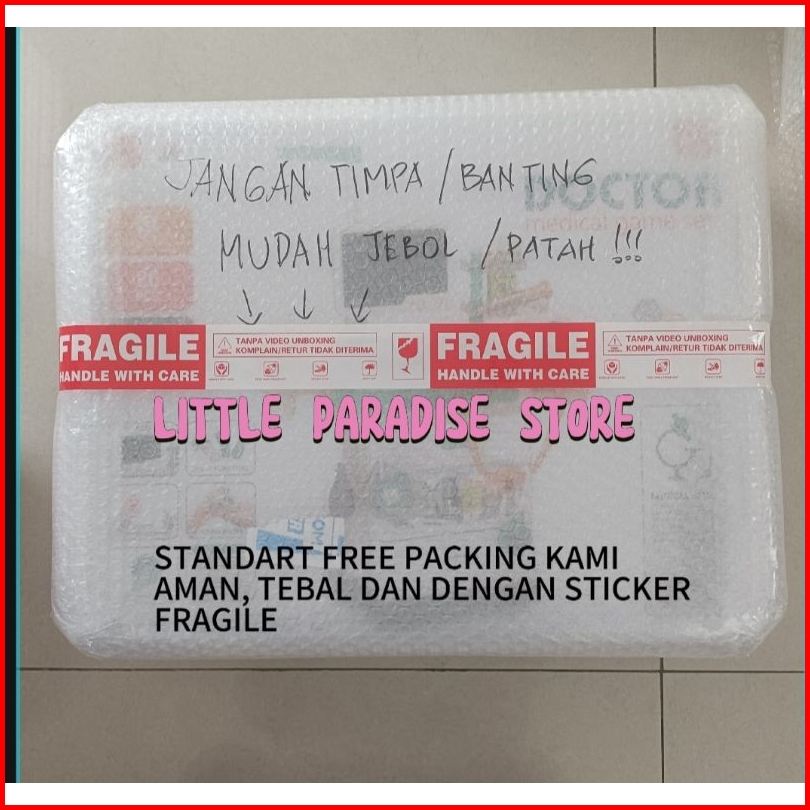 JANGAN TIMPA / BANTING
DOCTOR
medical game set
MUDAH JEBOL / PATAH !!!
FRAGILE
HANDLE WITH CARE
TANPA VIDEO UNBOXING
KOMPLAIN/RETUR TIDAK DITERIMA
FRAGILE
HANDLE WITH CARE
TANPA VIDEO UNBOXING
KOMPLAIN/RETUR TIDAK DITERIMA
LITTLE PARADISE STORE
STANDART FREE PACKING KAMI
AMAN, TEBAL DAN DENGAN STICKER
FRAGILE